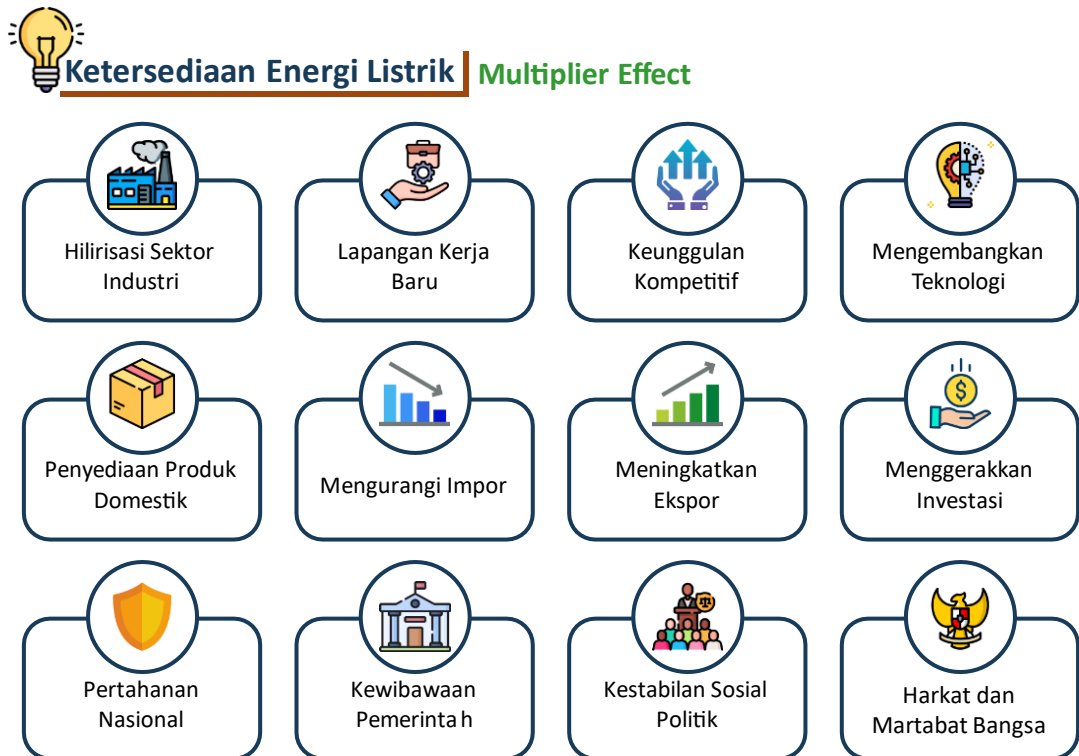 Ketersediaan Energi Listrik Multiplier Effect
Hilirisasi Sektor
Industri
Lapangan Kerja
Baru
Keunggulan
Kompetitif
Mengembangkan
Teknologi
Penyediaan Produk
Domestik
Mengurangi Impor
Meningkatkan
Ekspor
Menggerakkan
Investasi
$
Pertahanan
Nasional
Kewibawaan
Pemerintah
Kestabilan Sosial
Politik
Harkat dan
Martabat Bangsa